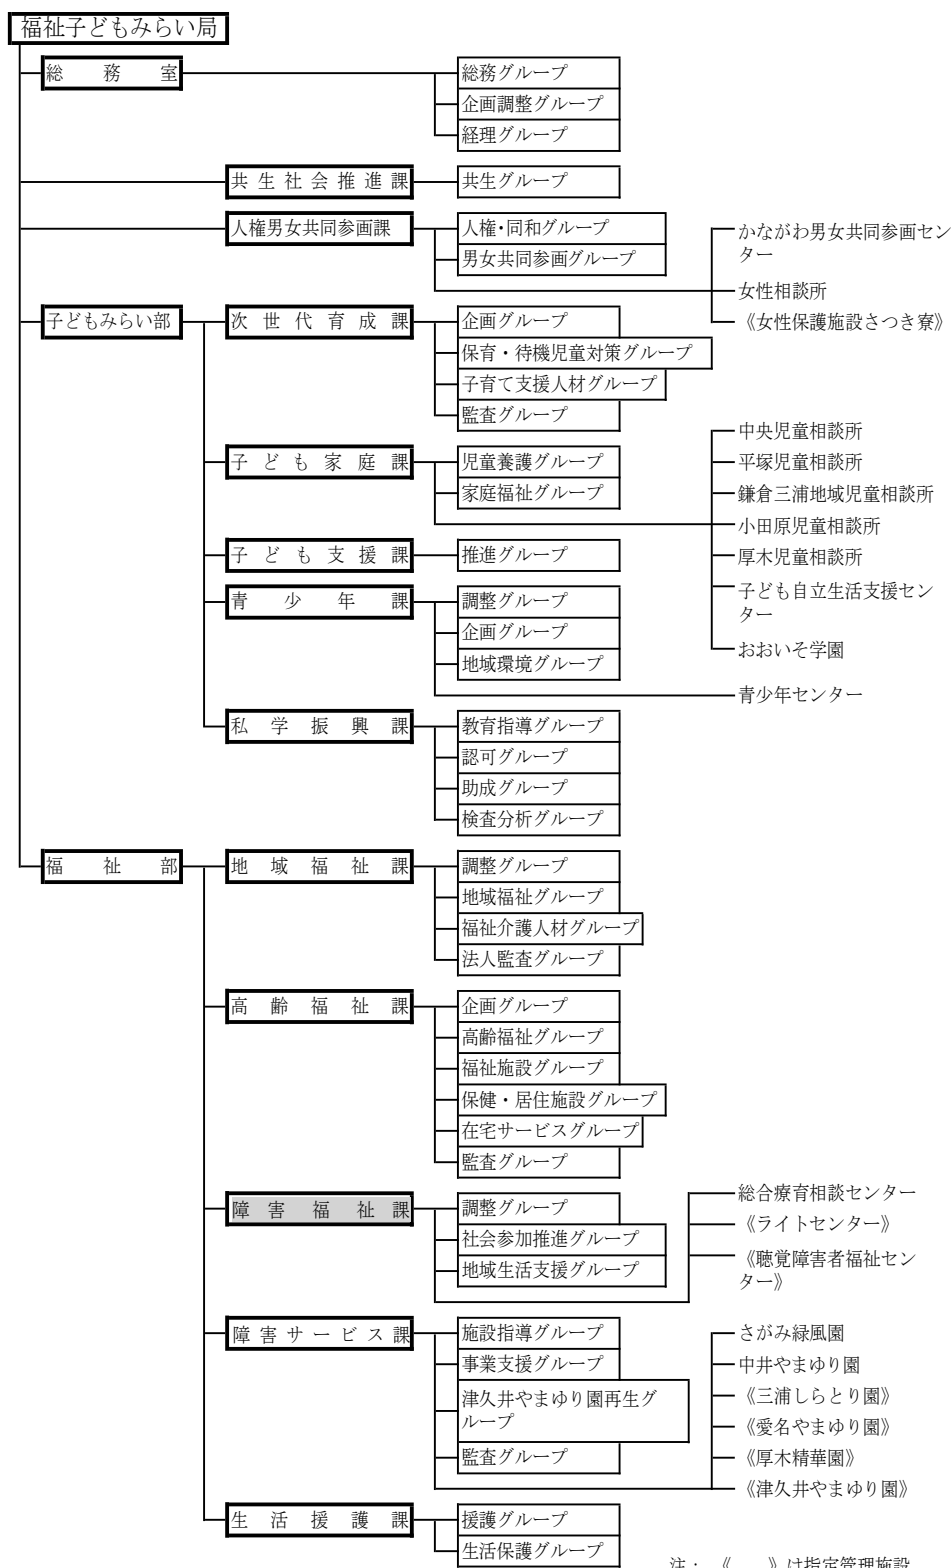 福祉子どもみらい局
総務室
総務グループ
企画調整グループ
経理グループ
共生社会推進課
共生グループ
人権男女共同参画課
人権・同和グループ
男女共同参画グループ
かながわ男女共同参画セン
ター
女性相談所
《女性保護施設さつき寮》
子どもみらい部
次世代育成課
企画グループ
保育・待機児童対策グループ
子育て支援人材グループ
監査グループ
子ども家庭課
児童養護グループ
家庭福祉グループ
中央児童相談所
平塚児童相談所
鎌倉三浦地域児童相談所
小田原児童相談所
厚木児童相談所
子ども自立生活支援セン
ター
おおいそ学園
子ども支援課
推進グループ
青少年課
調整グループ
企画グループ
地域環境グループ
青少年センター
私学振興課
教育指導グループ
認可グループ
助成グループ
検査分析グループ
福祉部
地域福祉課
調整グループ
地域福祉グループ
福祉介護人材グループ
法人監査グループ
高齢福祉課
企画グループ
高齢福祉グループ
福祉施設グループ
保健・居住施設グループ
在宅サービスグループ
監査グループ
障害福祉課
調整グループ
社会参加推進グループ
地域生活支援グループ
総合療育相談センター
《ライトセンター》
《聴覚障害者福祉セン
ター》
障害サービス課
施設指導グループ
事業支援グループ
津久井やまゆり園再生グ
ループ
監査グループ
さがみ緑風園
中井やまゆり園
《三浦しらとり園》
《愛名やまゆり園》
《厚木精華園》
《津久井やまゆり園》
生活援護課
援護グループ
生活保護グループ
注： 《　　》は指定管理施設